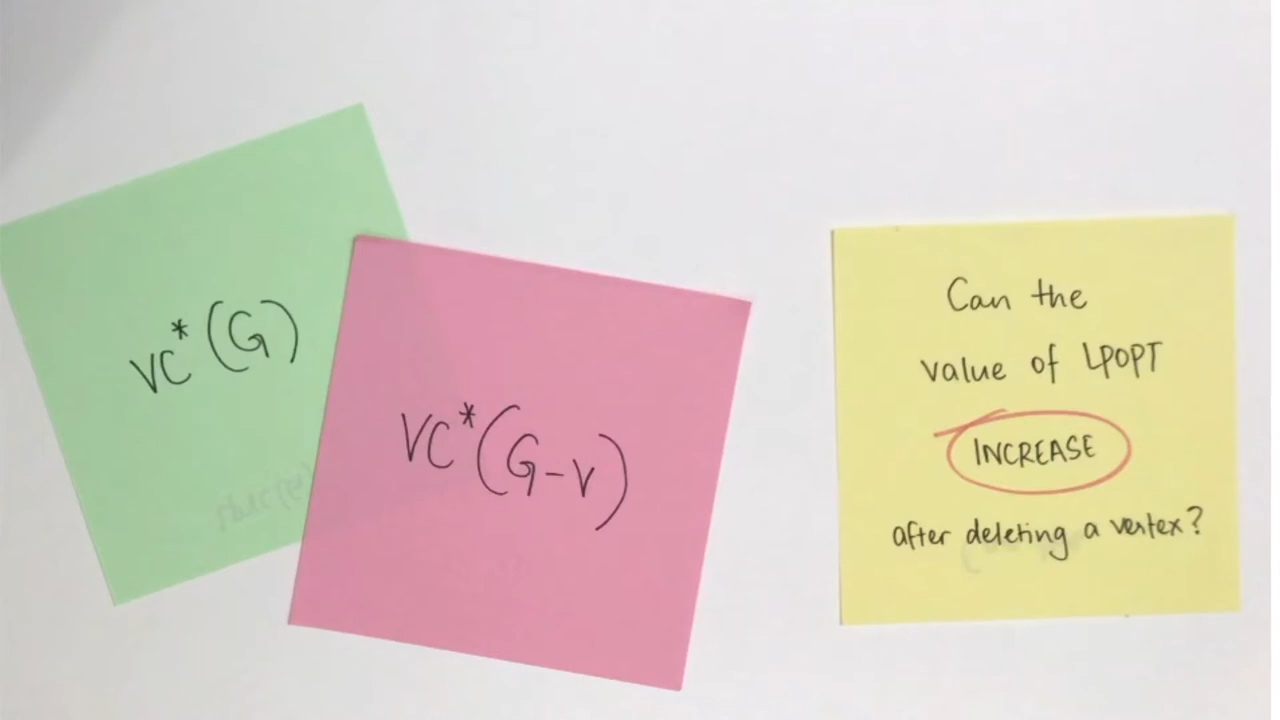 VC*(G)
VC*(G-v)
Can the
value of LPOPT
INCREASE
after deleting a vertex?